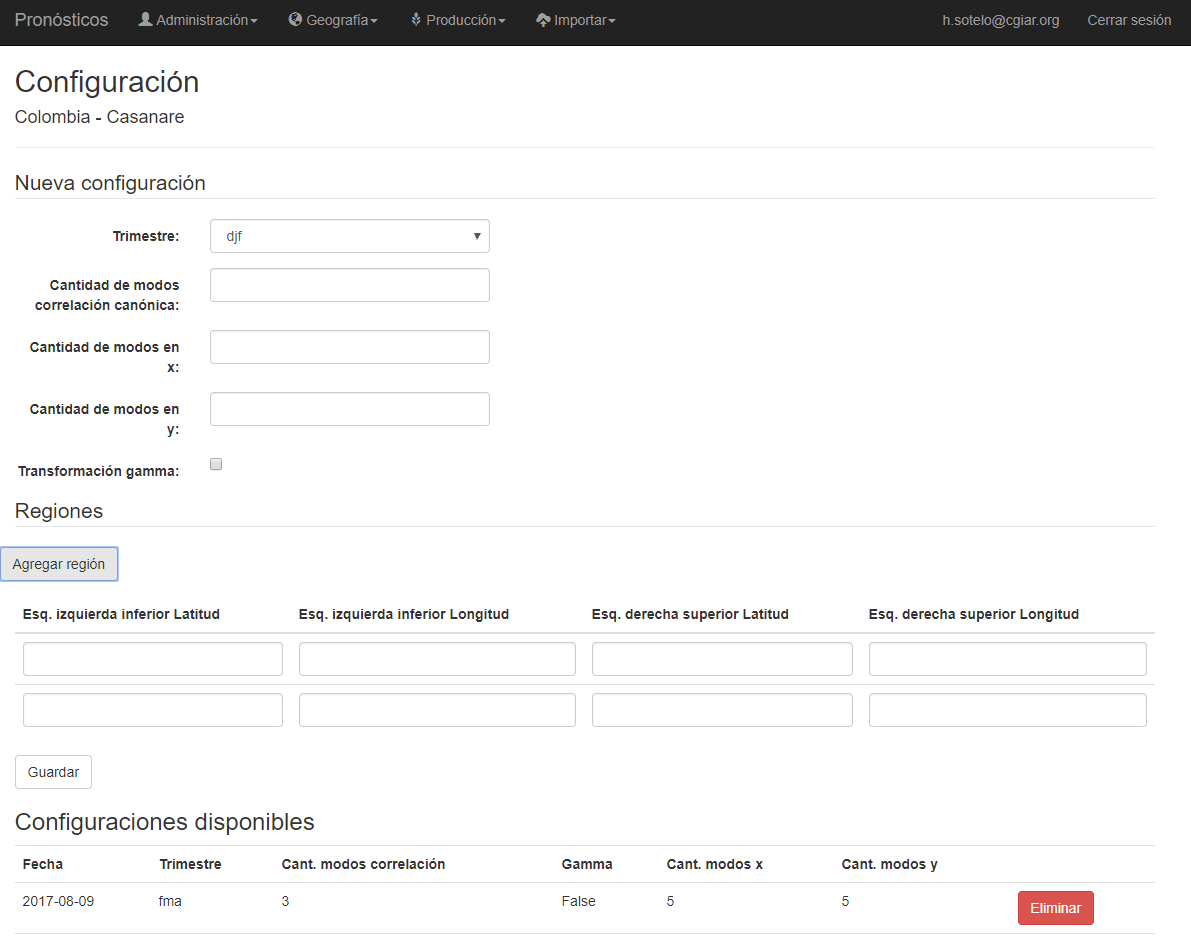 Pronósticos Administración Geografía Producción Importar h.sotelo@cgiar.org Cerrar sesión
Configuración
Colombia - Casanare
Nueva configuración
Trimestre: djf
Cantidad de modos
correlación canónica:
Cantidad de modos en
x:
Cantidad de modos en
y:
Transformación gamma:
Regiones
Agregar región
Esq. izquierda inferior Latitud Esq. izquierda inferior Longitud Esq. derecha superior Latitud Esq. derecha superior Longitud
Guardar
Configuraciones disponibles
Fecha Trimestre Cant. modos correlación Gamma Cant. modos x Cant. modos y
2017-08-09 fma 3 False 5 5 Eliminar